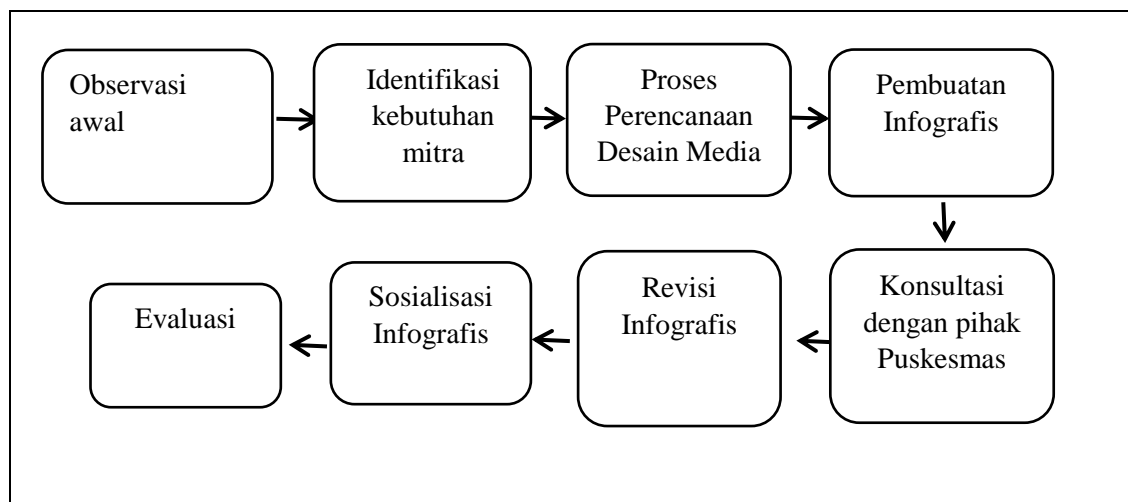 Observasi
awal
Identifikasi
kebutuhan
mitra
Proses
Perencanaan
Desain Media
Pembuatan
Infografis
Konsultasi
dengan pihak
Puskesmas
Revisi
Infografis
Sosialisasi
Infografis
Evaluasi